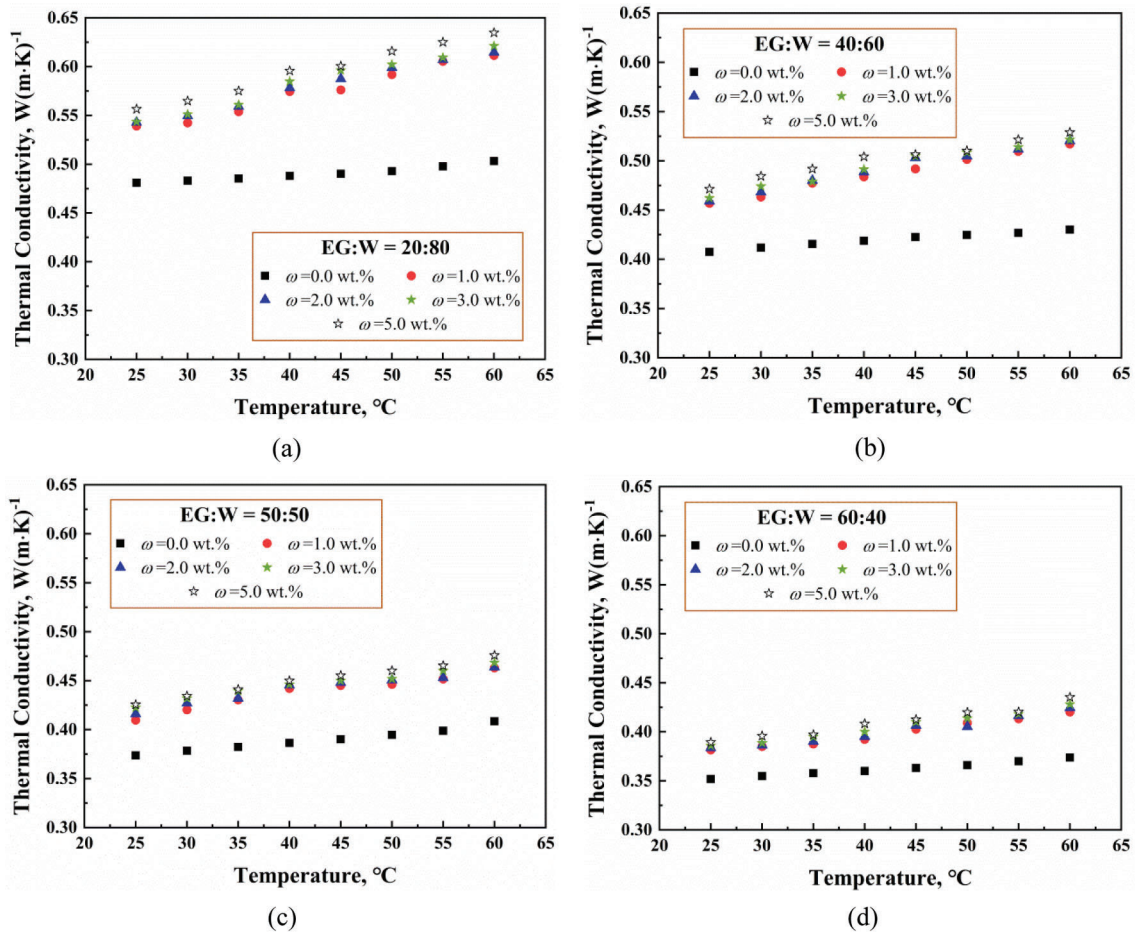 0.65
0.60
0.55
0.50
0.45
0.40
0.35
0.30
Thermal Conductivity, W(m·K)⁻¹
EG:W = 20:80
ω=0.0 wt.% ω=1.0 wt.%
ω=2.0 wt.% ω=3.0 wt.%
ω=5.0 wt.%
20 25 30 35 40 45 50 55 60 65
Temperature, °C
(a)
0.65
0.60
0.55
0.50
0.45
0.40
0.35
0.30
Thermal Conductivity, W(m·K)⁻¹
EG:W = 40:60
ω=0.0 wt.% ω=1.0 wt.%
ω=2.0 wt.% ω=3.0 wt.%
ω=5.0 wt.%
20 25 30 35 40 45 50 55 60 65
Temperature, °C
(b)
0.65
0.60
0.55
0.50
0.45
0.40
0.35
0.30
Thermal Conductivity, W(m·K)⁻¹
EG:W = 50:50
ω=0.0 wt.% ω=1.0 wt.%
ω=2.0 wt.% ω=3.0 wt.%
ω=5.0 wt.%
20 25 30 35 40 45 50 55 60 65
Temperature, °C
(c)
0.65
0.60
0.55
0.50
0.45
0.40
0.35
0.30
Thermal Conductivity, W(m·K)⁻¹
EG:W = 60:40
ω=0.0 wt.% ω=1.0 wt.%
ω=2.0 wt.% ω=3.0 wt.%
ω=5.0 wt.%
20 25 30 35 40 45 50 55 60 65
Temperature, °C
(d)